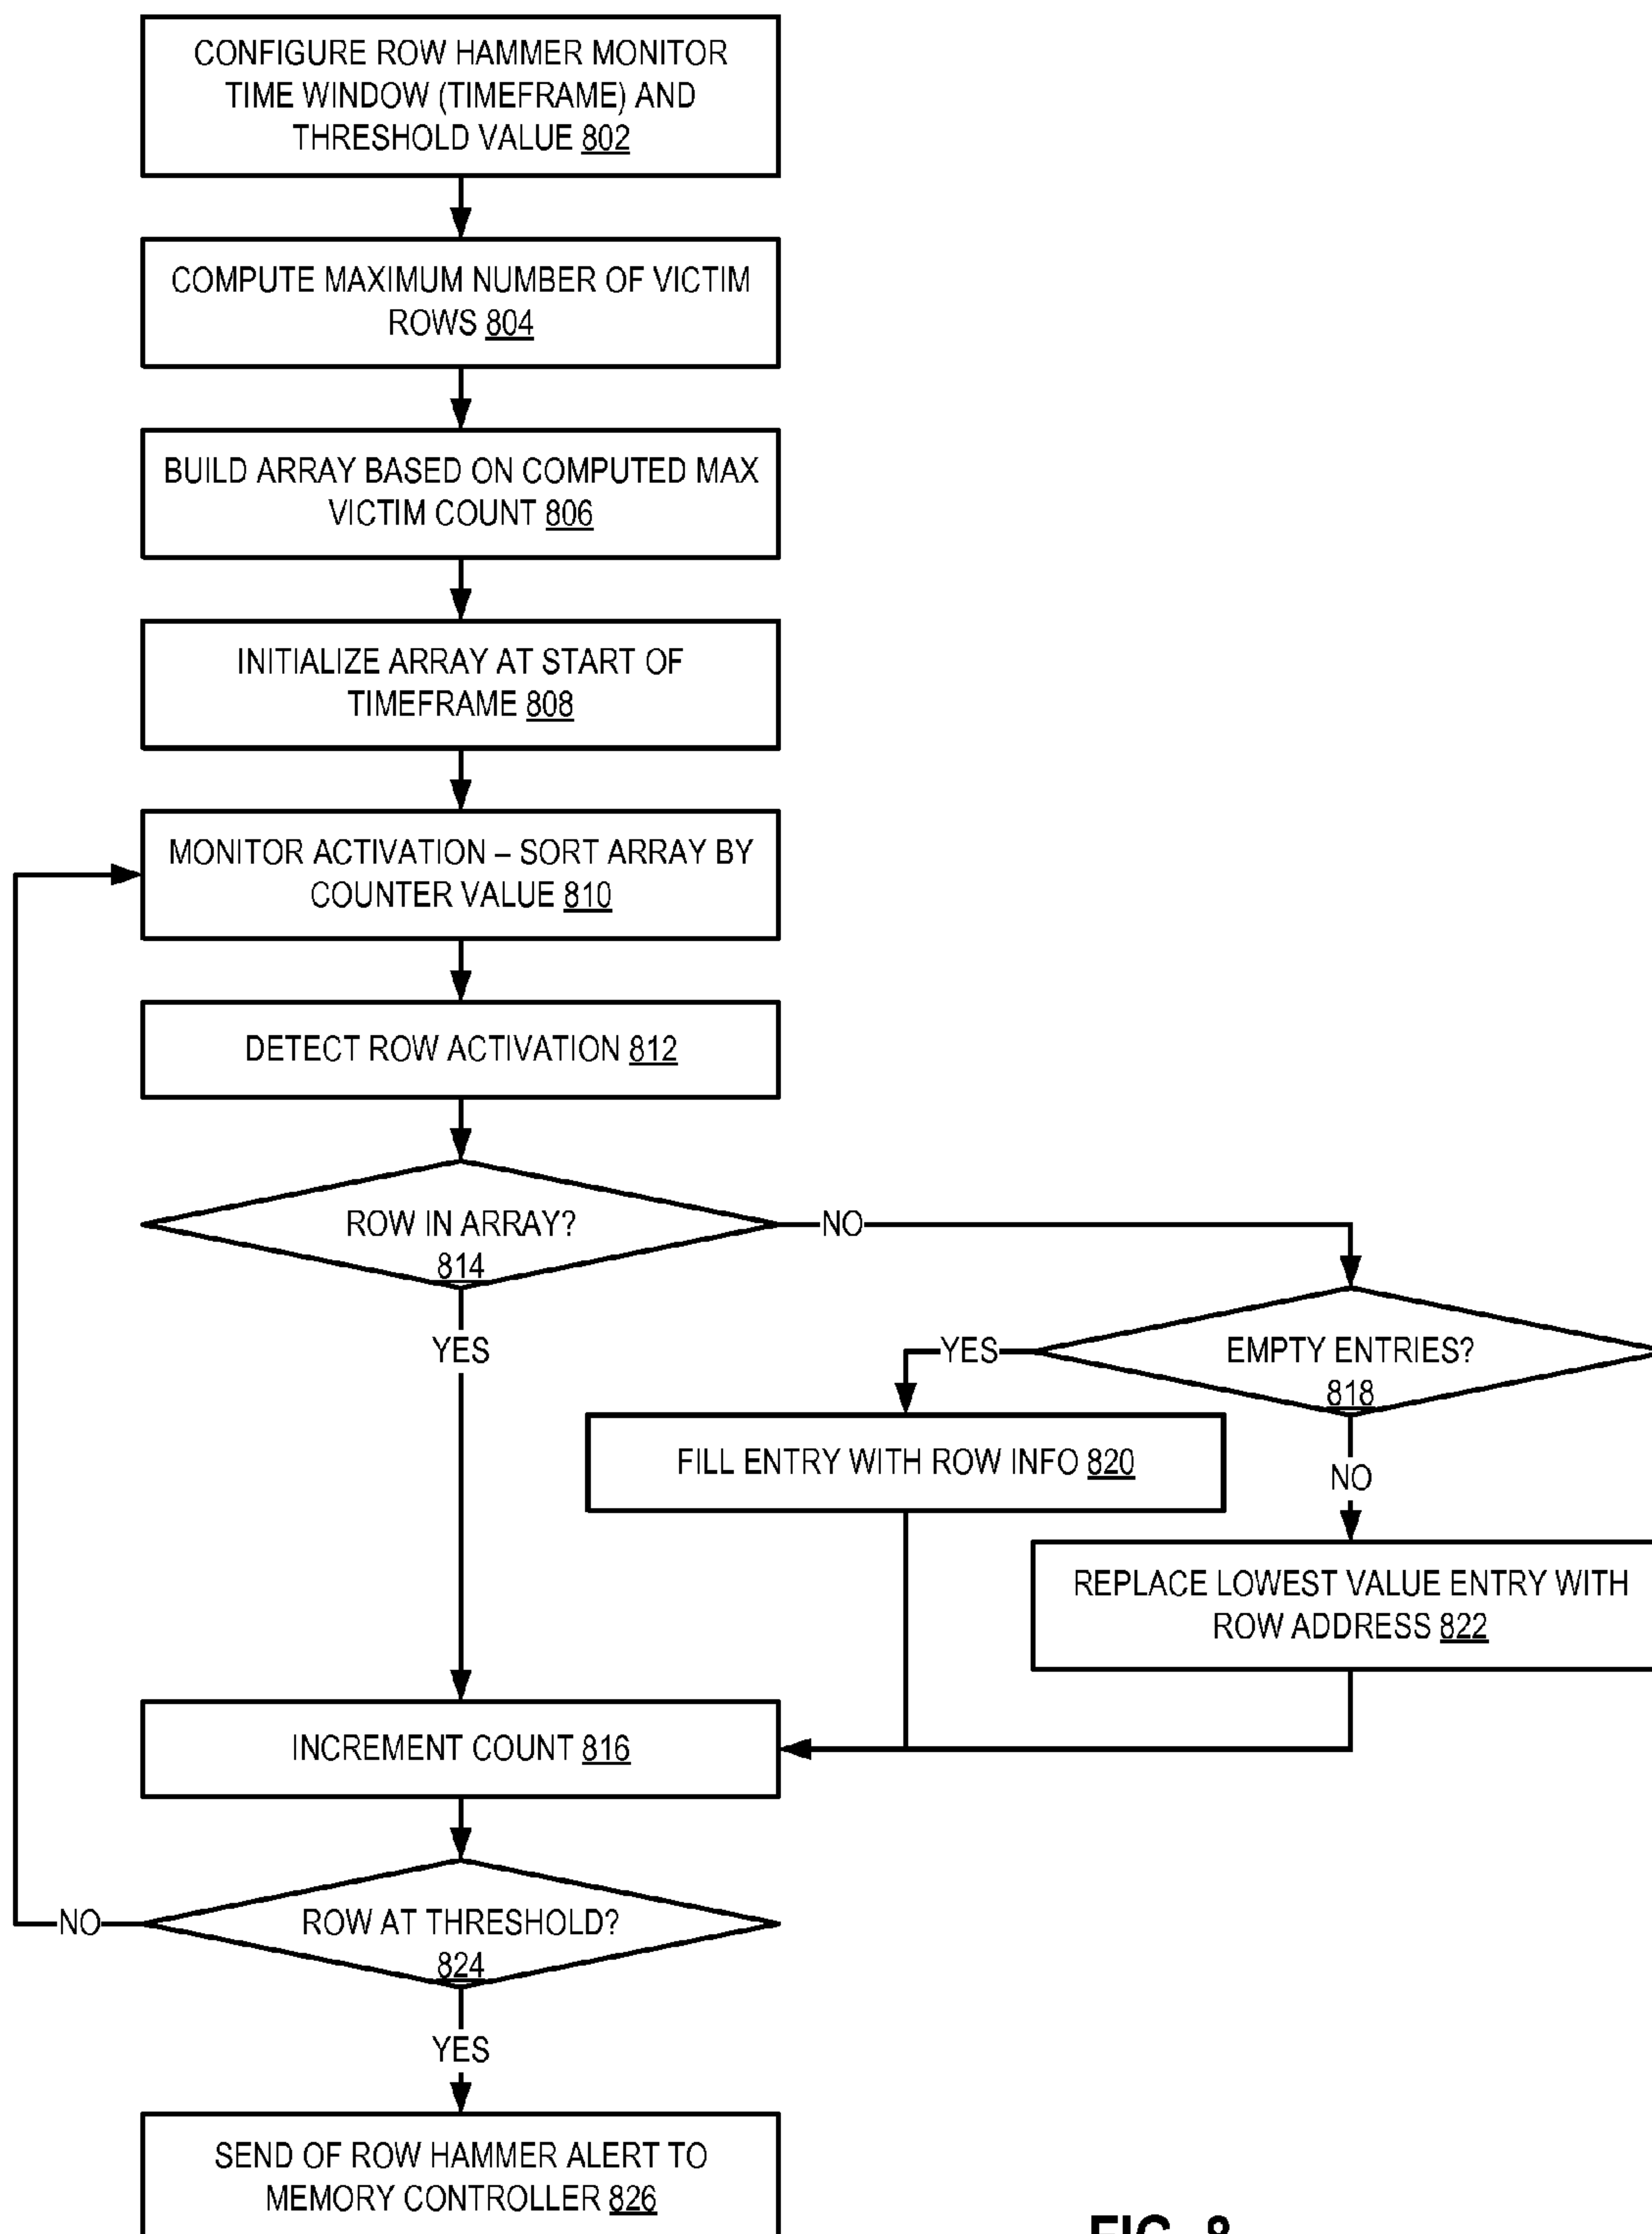 CONFIGURE ROW HAMMER MONITOR
TIME WINDOW (TIMEFRAME) AND
THRESHOLD VALUE 802
COMPUTE MAXIMUM NUMBER OF VICTIM
ROWS 804
BUILD ARRAY BASED ON COMPUTED MAX
VICTIM COUNT 806
INITIALIZE ARRAY AT START OF
TIMEFRAME 808
MONITOR ACTIVATION – SORT ARRAY BY
COUNTER VALUE 810
DETECT ROW ACTIVATION 812
ROW IN ARRAY?
814
NO
YES
EMPTY ENTRIES?
818
YES
FILL ENTRY WITH ROW INFO 820
NO
REPLACE LOWEST VALUE ENTRY WITH
ROW ADDRESS 822
INCREMENT COUNT 816
ROW AT THRESHOLD?
824
NO
YES
SEND OF ROW HAMMER ALERT TO
MEMORY CONTROLLER 826
FIG. 8